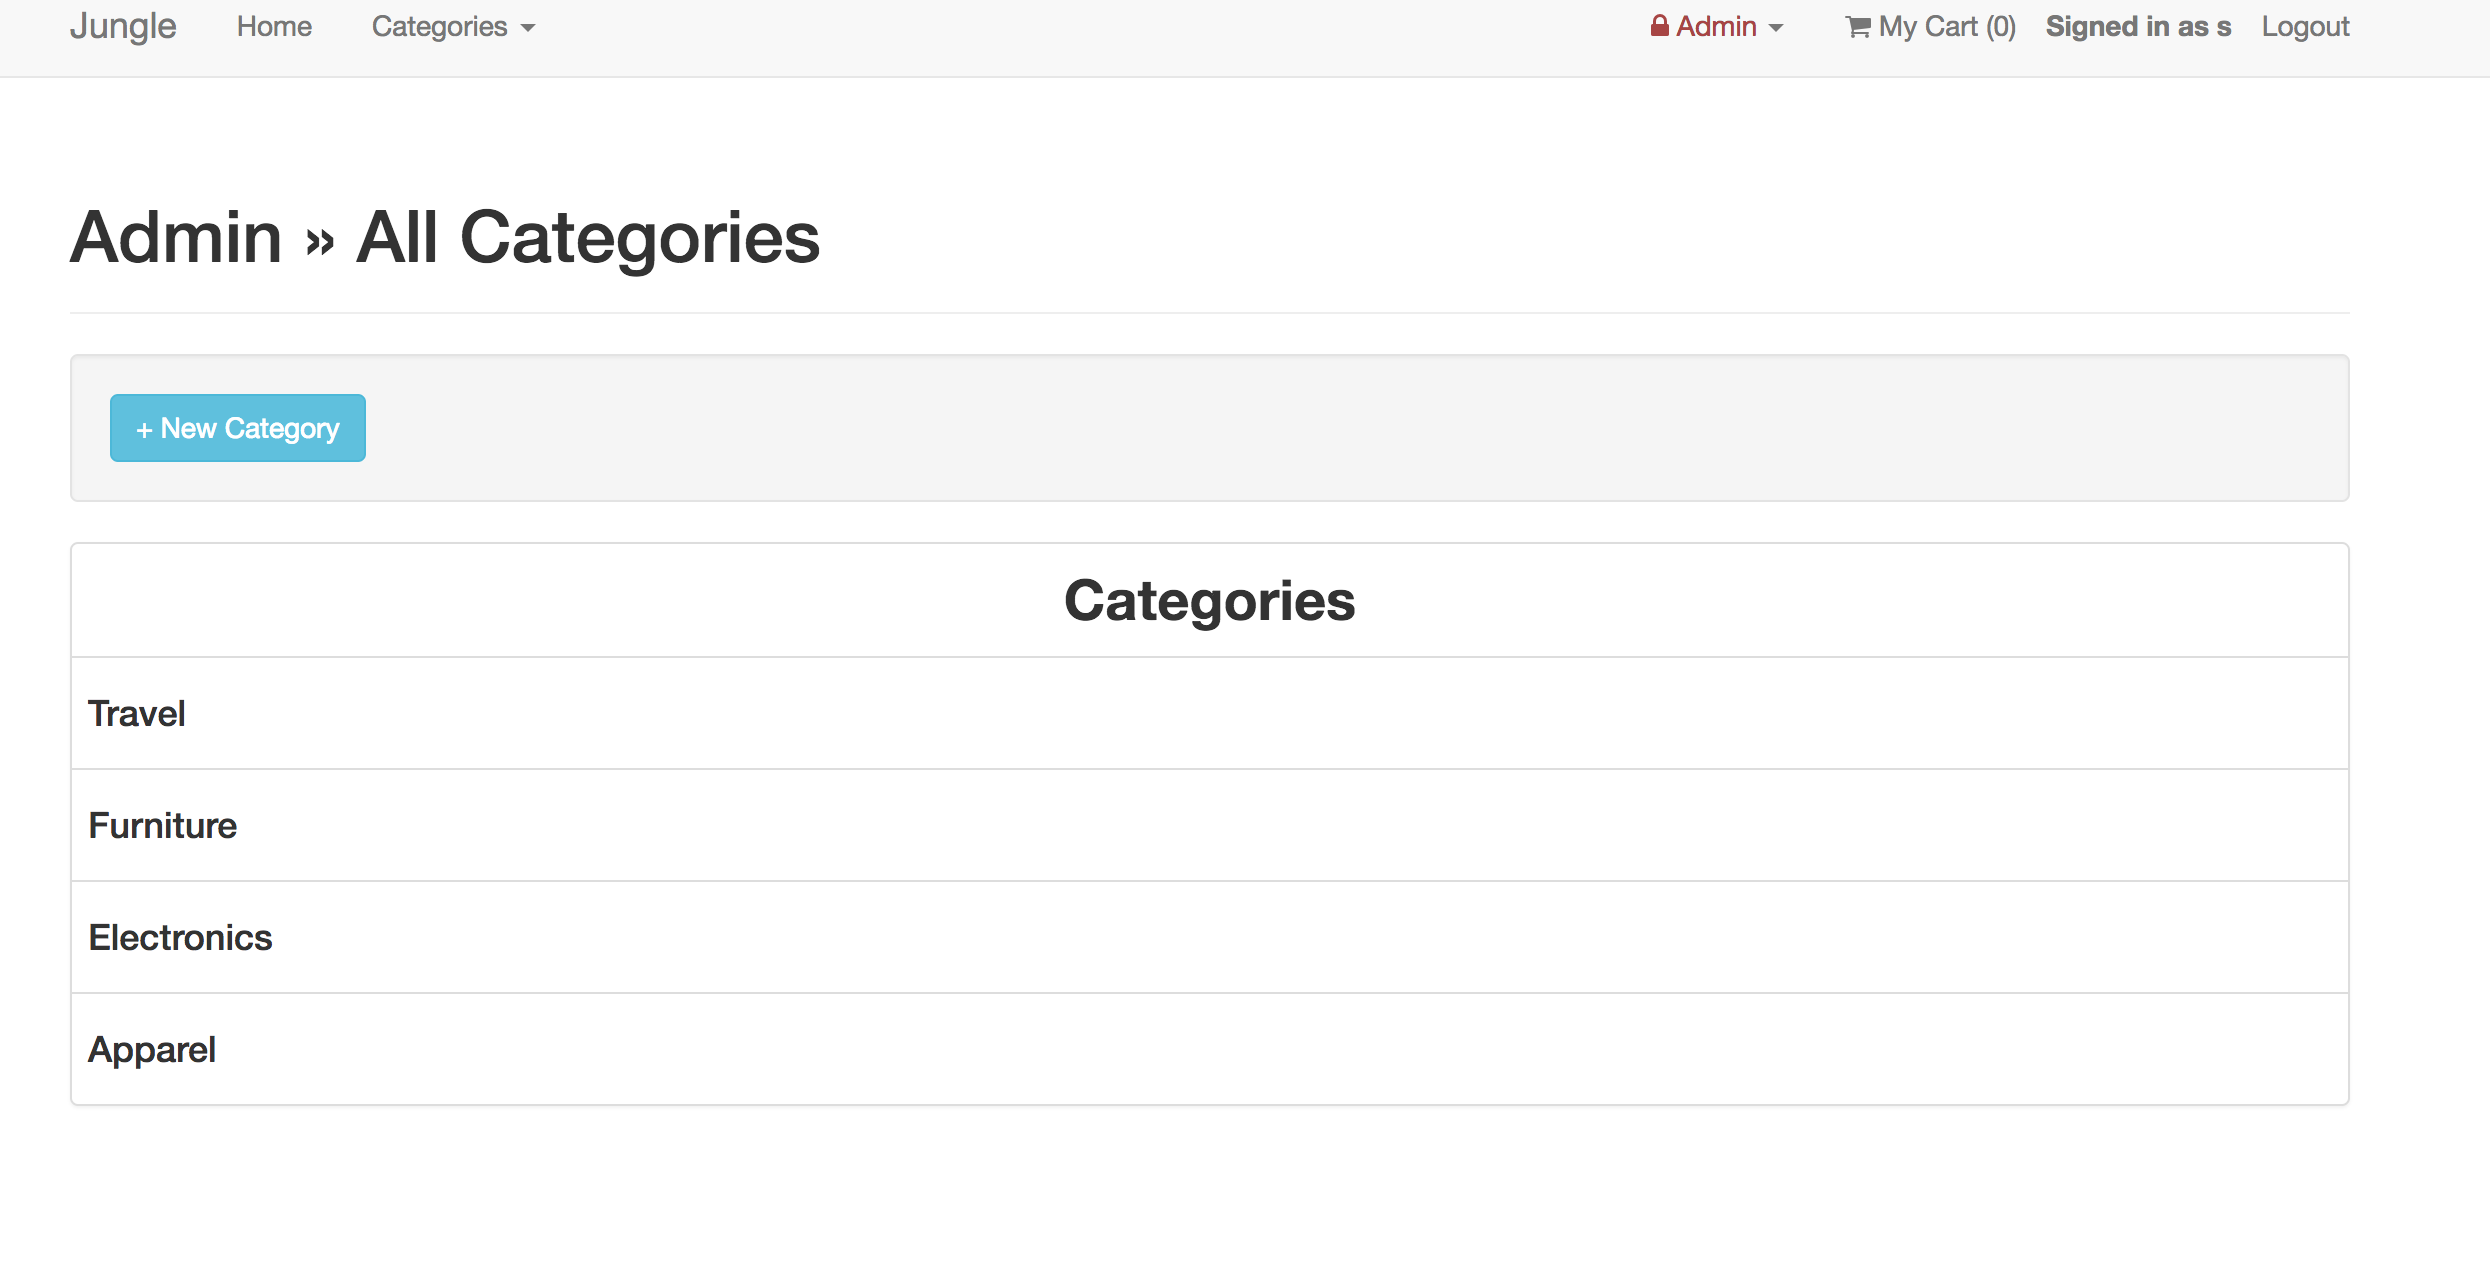 Jungle Home Categories Admin My Cart (0) Signed in as s Logout
Admin » All Categories
+ New Category
Categories
Travel
Furniture
Electronics
Apparel